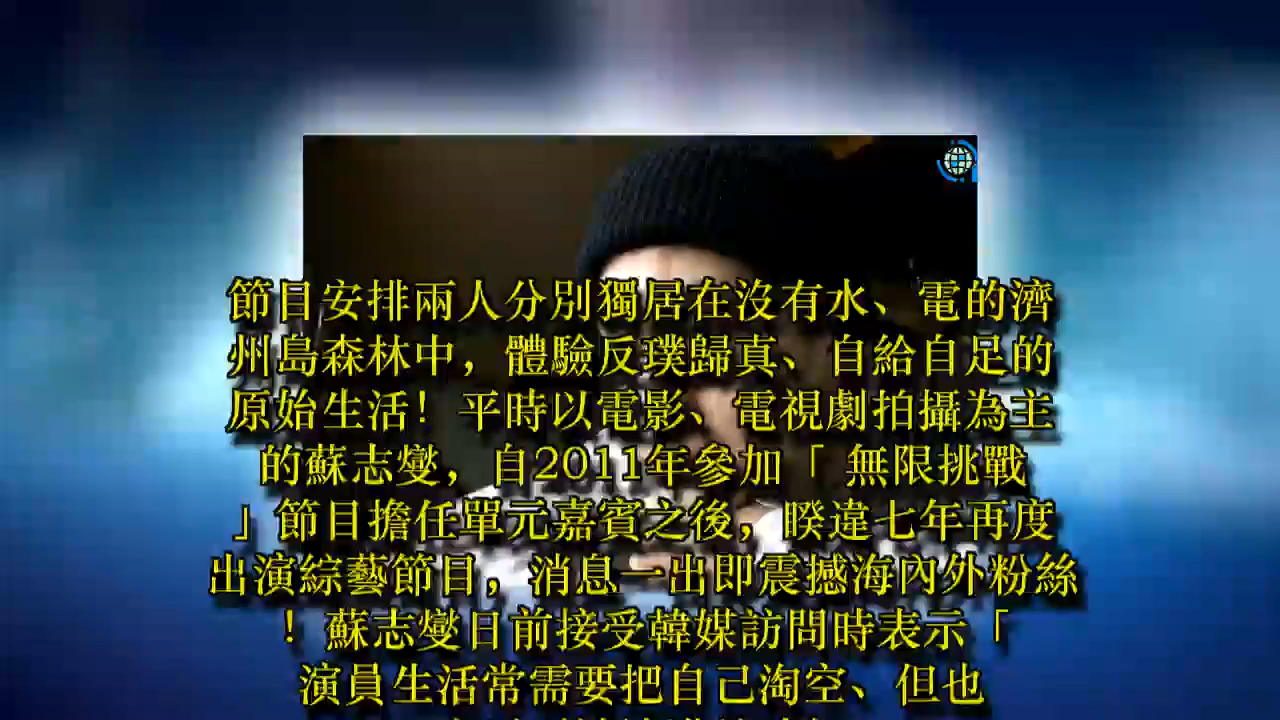 節目安排兩人分別獨居在沒有水、電的濟
州島森林中，體驗反璞歸真、自給自足的
原始生活！平時以電影、電視劇拍攝為主
的蘇志燮，自2011年參加「 無限挑戰
」節目擔任單元嘉賓之後，睽違七年再度
出演綜藝節目，消息一出即震撼海內外粉絲
！蘇志燮日前接受韓媒訪問時表示「
演員生活常需要把自己淘空、但也